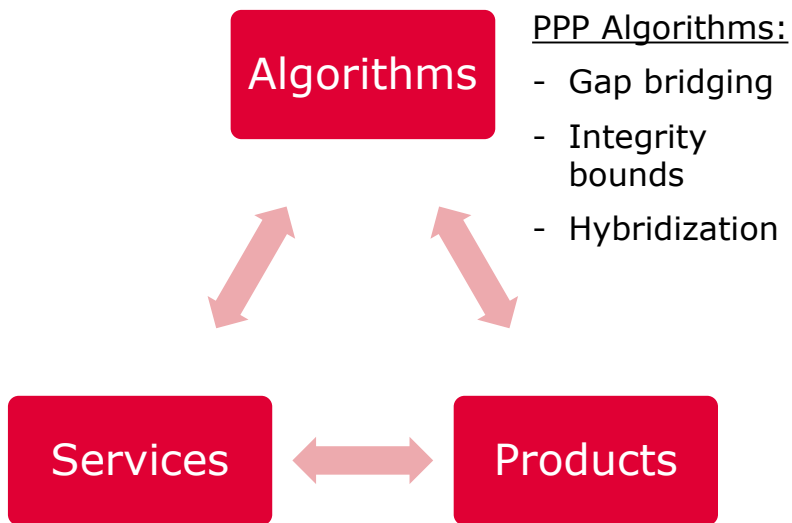 Algorithms
PPP Algorithms:
- Gap bridging
- Integrity
bounds
- Hybridization
Services
Products